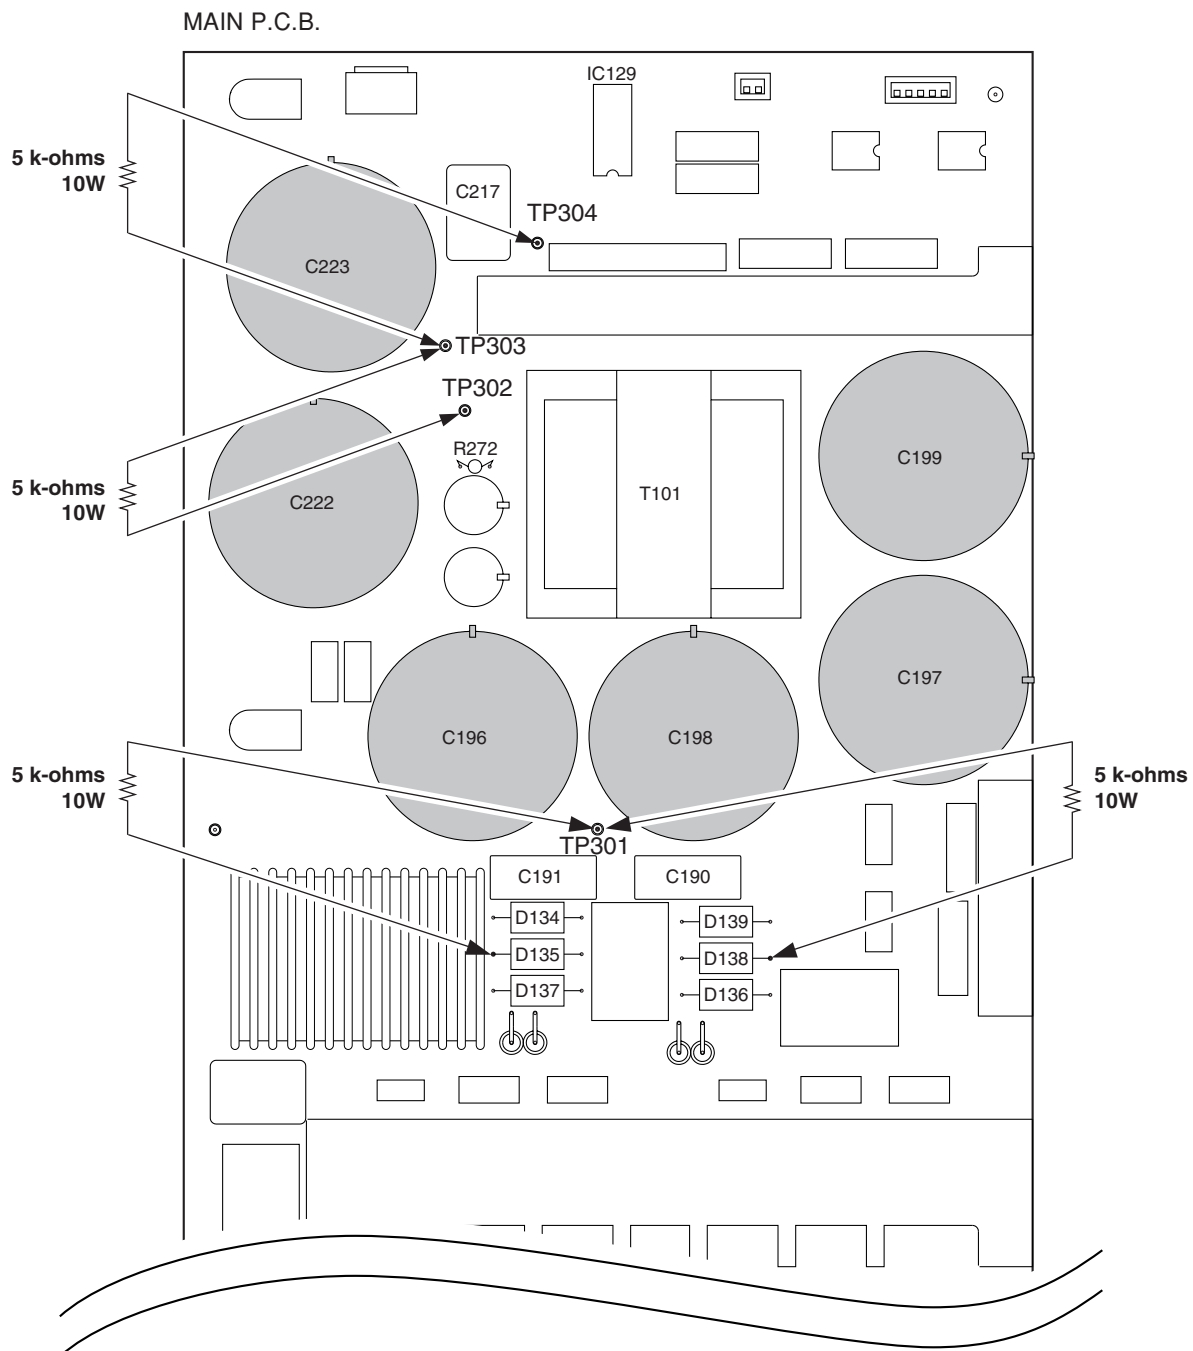 MAIN P.C.B.
IC129
5 k-ohms
10W
C217
TP304
C223
TP303
TP302
R272
C199
5 k-ohms
10W
C222
T101
C197
C196
C198
5 k-ohms
10W
5 k-ohms
10W
TP301
C191
C190
D134
D139
D135
D138
D137
D136